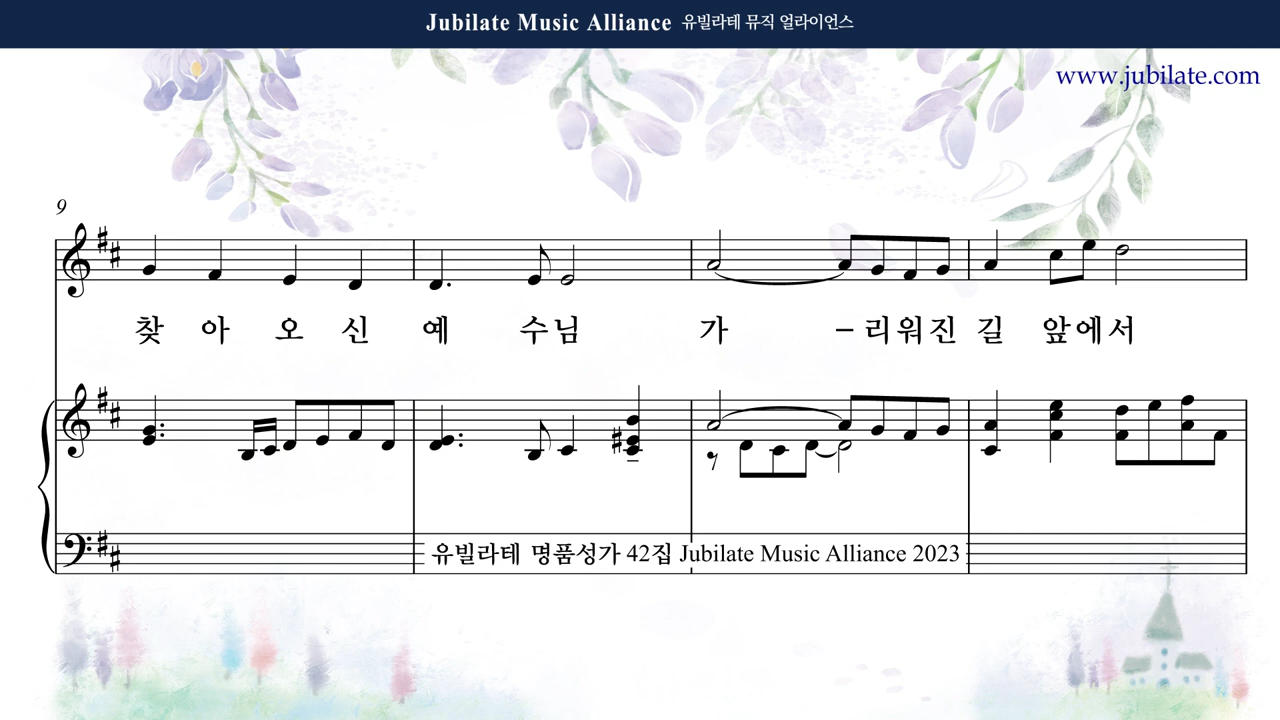 Jubilate Music Alliance 유빌라테 뮤직 얼라이언스
www.jubilate.com
9
찾 아 오 신 예 수님 가 – 리워진 길 앞에서
유빌라테 명품성가 42집 Jubilate Music Alliance 2023